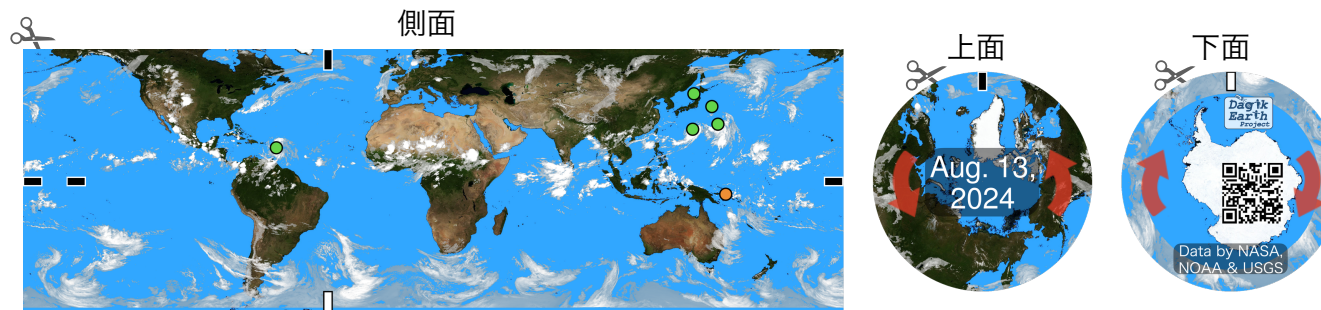 側面
上面
下面
Aug. 13,
2024
Dagik
Earth
Project
Data by NASA,
NOAA & USGS